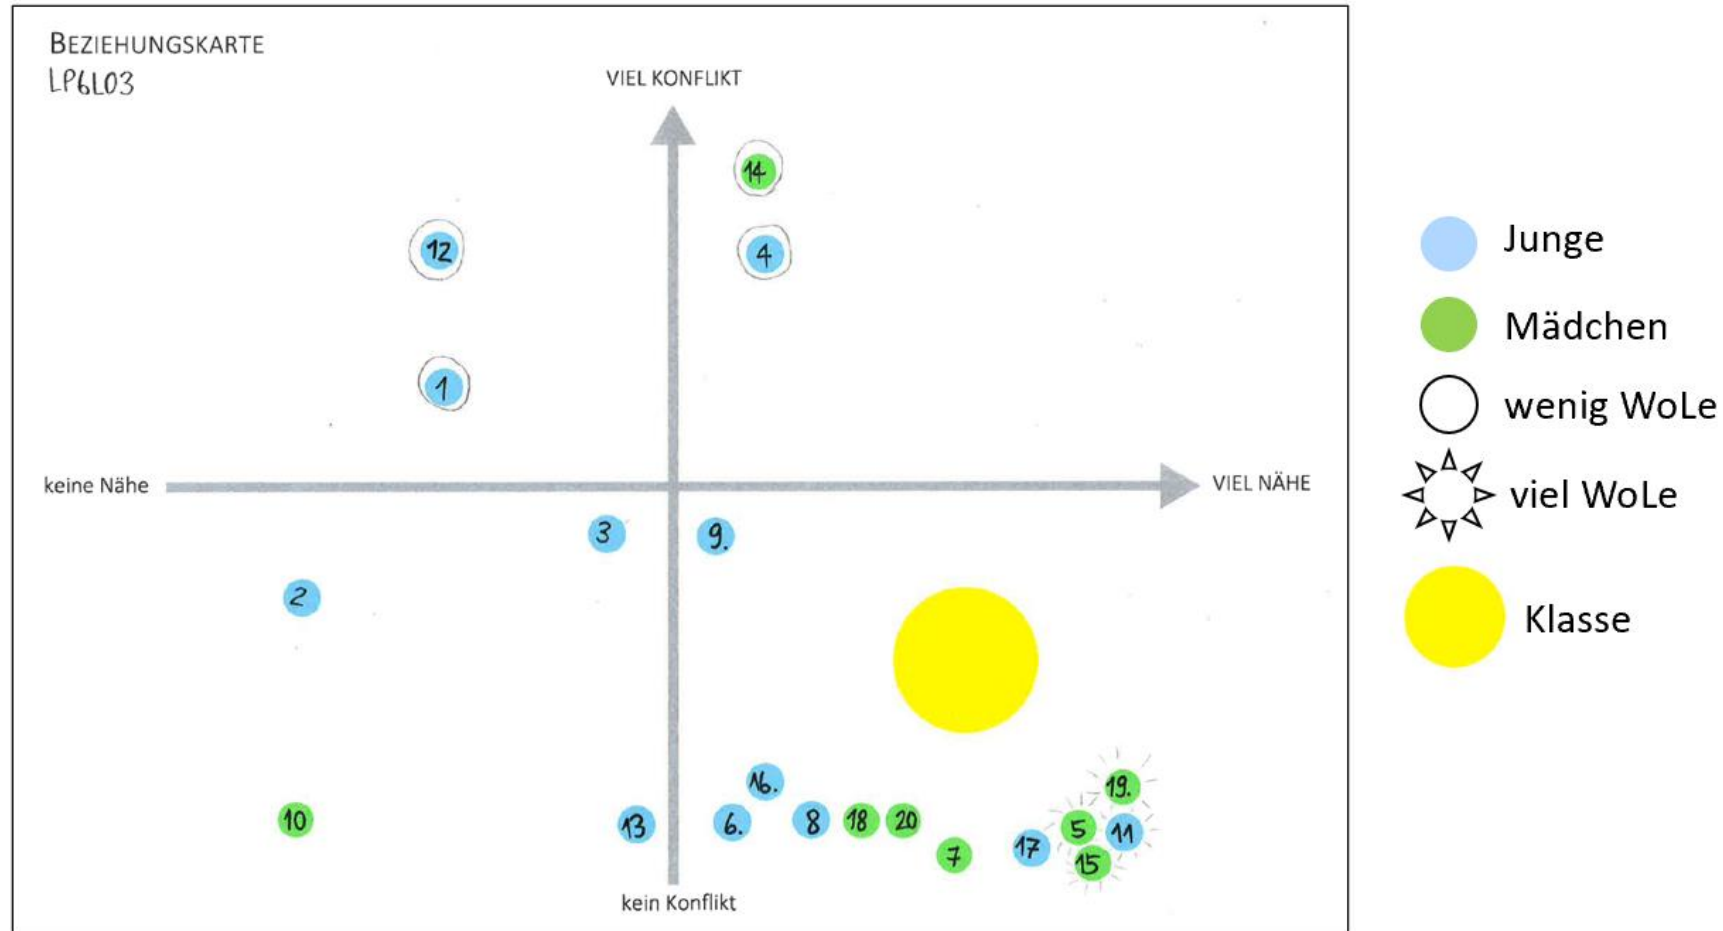 BEZIEHUNGSKARTE
LP6L03
VIEL KONFLIKT
14
12
4
1
keine Nähe
VIEL NÄHE
3
9.
2
16.
19.
10
13
6.
8
18
20
5
11
7
17
15
kein Konflikt
Junge
Mädchen
wenig WoLe
viel WoLe
Klasse